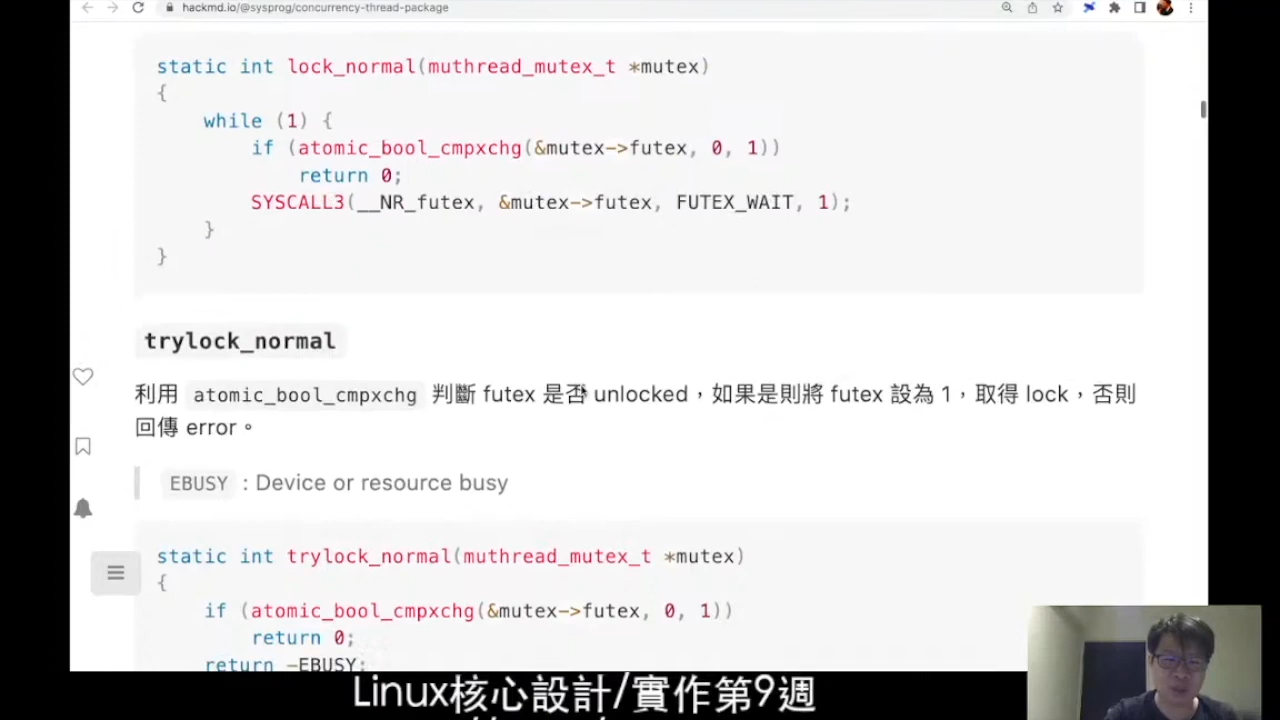 hackmd.io/@sysprog/concurrency-thread-package
static int lock_normal(muthread_mutex_t *mutex)
{
while (1) {
if (atomic_bool_cmpxchg(&mutex->futex, 0, 1))
return 0;
SYSCALL3(__NR_futex, &mutex->futex, FUTEX_WAIT, 1);
}
}
trylock_normal
利用 atomic_bool_cmpxchg 判斷 futex 是否 unlocked，如果是則將 futex 設為 1，取得 lock，否則
回傳 error。
EBUSY : Device or resource busy
static int trylock_normal(muthread_mutex_t *mutex)
{
if (atomic_bool_cmpxchg(&mutex->futex, 0, 1))
return 0;
return -EBUSY;
Linux核心設計/實作第9週